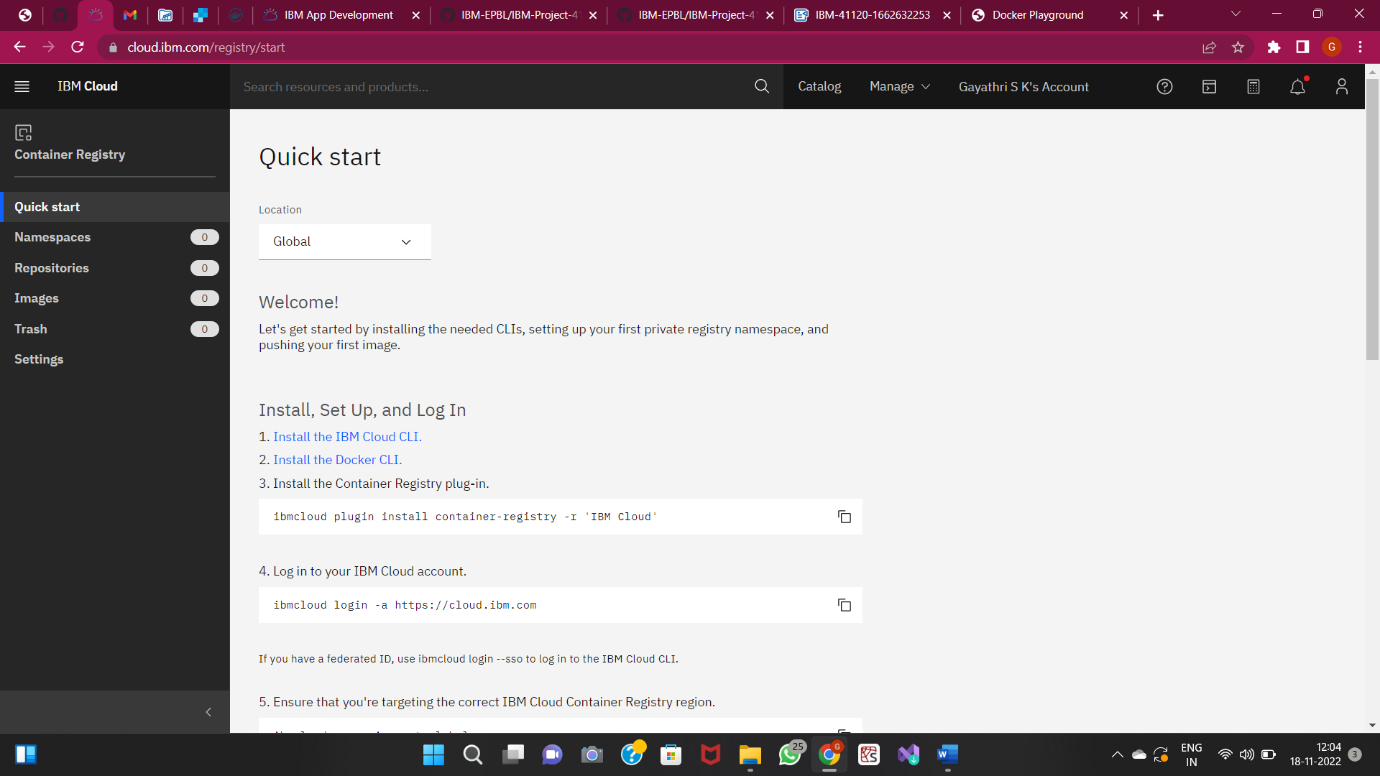 IBM App Development
IBM-EPBL/IBM-Project-4
IBM-EPBL/IBM-Project-4
IBM-41120-1662632253
Docker Playground
cloud.ibm.com/registry/start
G
IBM Cloud
Search resources and products...
Catalog
Manage
Gayathri S K's Account
Container Registry
Quick start
Namespaces 0
Repositories 0
Images 0
Trash 0
Settings
Quick start
Location
Global
Welcome!
Let's get started by installing the needed CLIs, setting up your first private registry namespace, and
pushing your first image.
Install, Set Up, and Log In
1. Install the IBM Cloud CLI.
2. Install the Docker CLI.
3. Install the Container Registry plug-in.
ibmcloud plugin install container-registry -r 'IBM Cloud'
4. Log in to your IBM Cloud account.
ibmcloud login -a https://cloud.ibm.com
If you have a federated ID, use ibmcloud login --sso to log in to the IBM Cloud CLI.
5. Ensure that you're targeting the correct IBM Cloud Container Registry region.
25
G
ENG
IN
12:04
18-11-2022
3